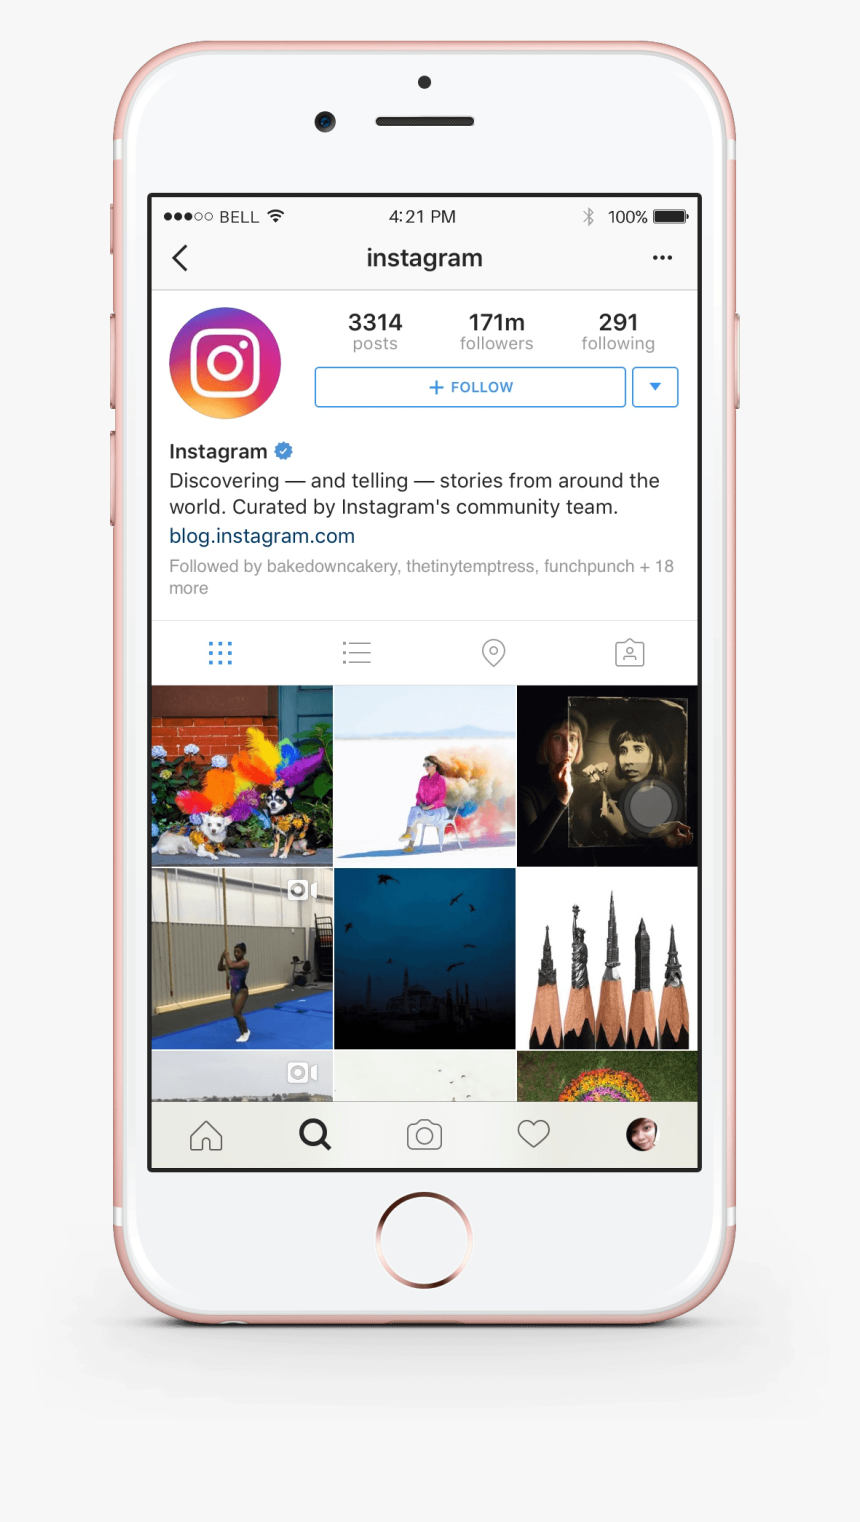 BELL 4:21 PM 100%
instagram
3314 171m 291
posts followers following
+ FOLLOW
Instagram
Discovering — and telling — stories from around the
world. Curated by Instagram's community team.
blog.instagram.com
Followed by bakedowncakery, thetinytemptress, funchpunch + 18
more